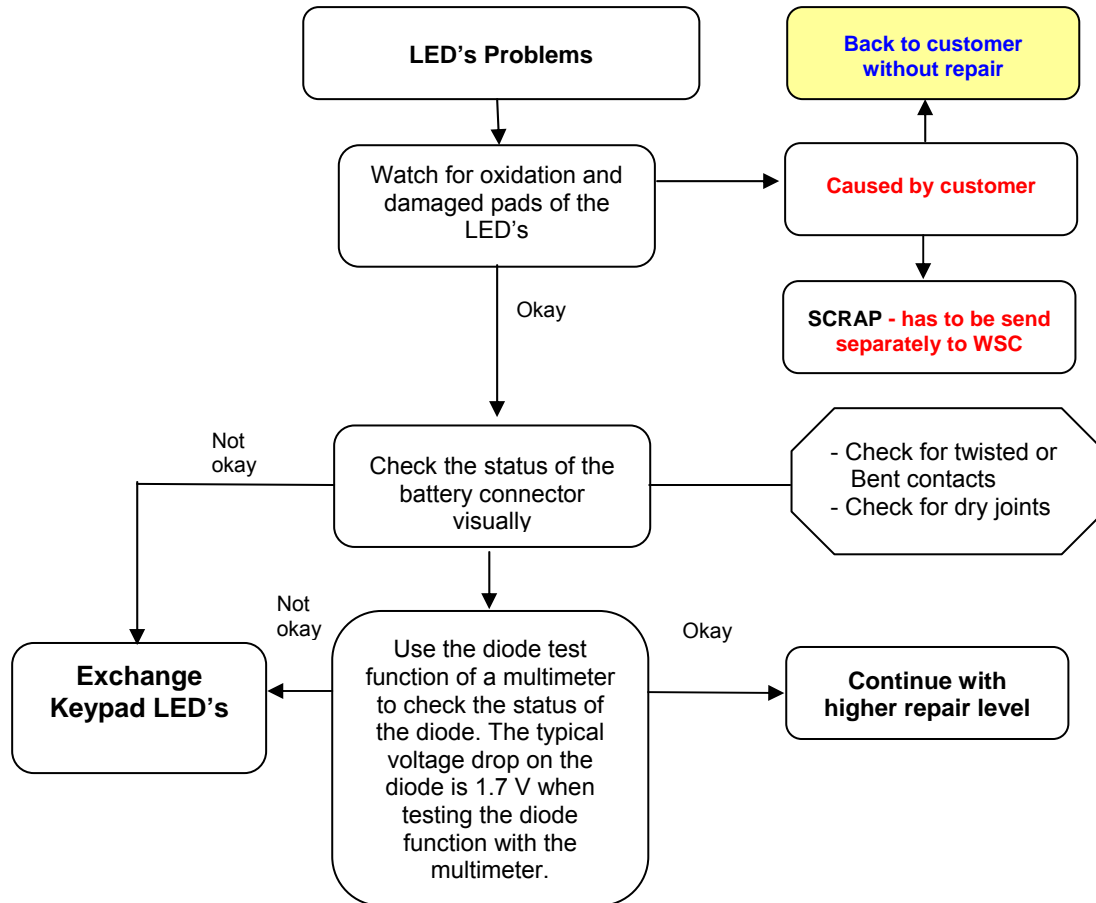 LED's Problems
Back to customer
without repair
Watch for oxidation and
damaged pads of the
LED's
Caused by customer
Okay
SCRAP - has to be send
separately to WSC
Not
okay
Check the status of the
battery connector
visually
- Check for twisted or
Bent contacts
- Check for dry joints
Not
okay
Okay
Exchange
Keypad LED's
Use the diode test
function of a multimeter
to check the status of
the diode. The typical
voltage drop on the
diode is 1.7 V when
testing the diode
function with the
multimeter.
Continue with
higher repair level